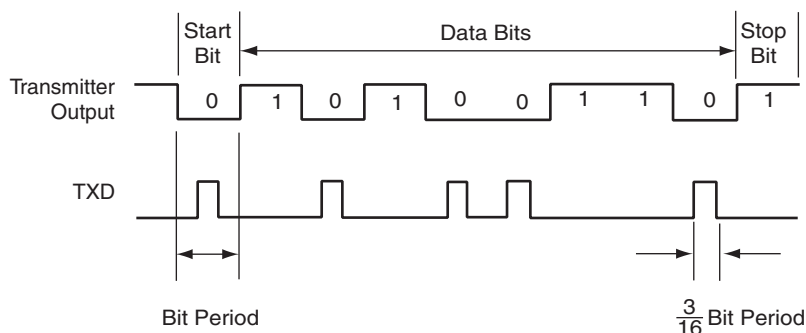 Start Bit
Data Bits
Stop Bit
Transmitter Output
0 1 0 1 0 0 1 1 0 1
TXD
Bit Period
3/16 Bit Period